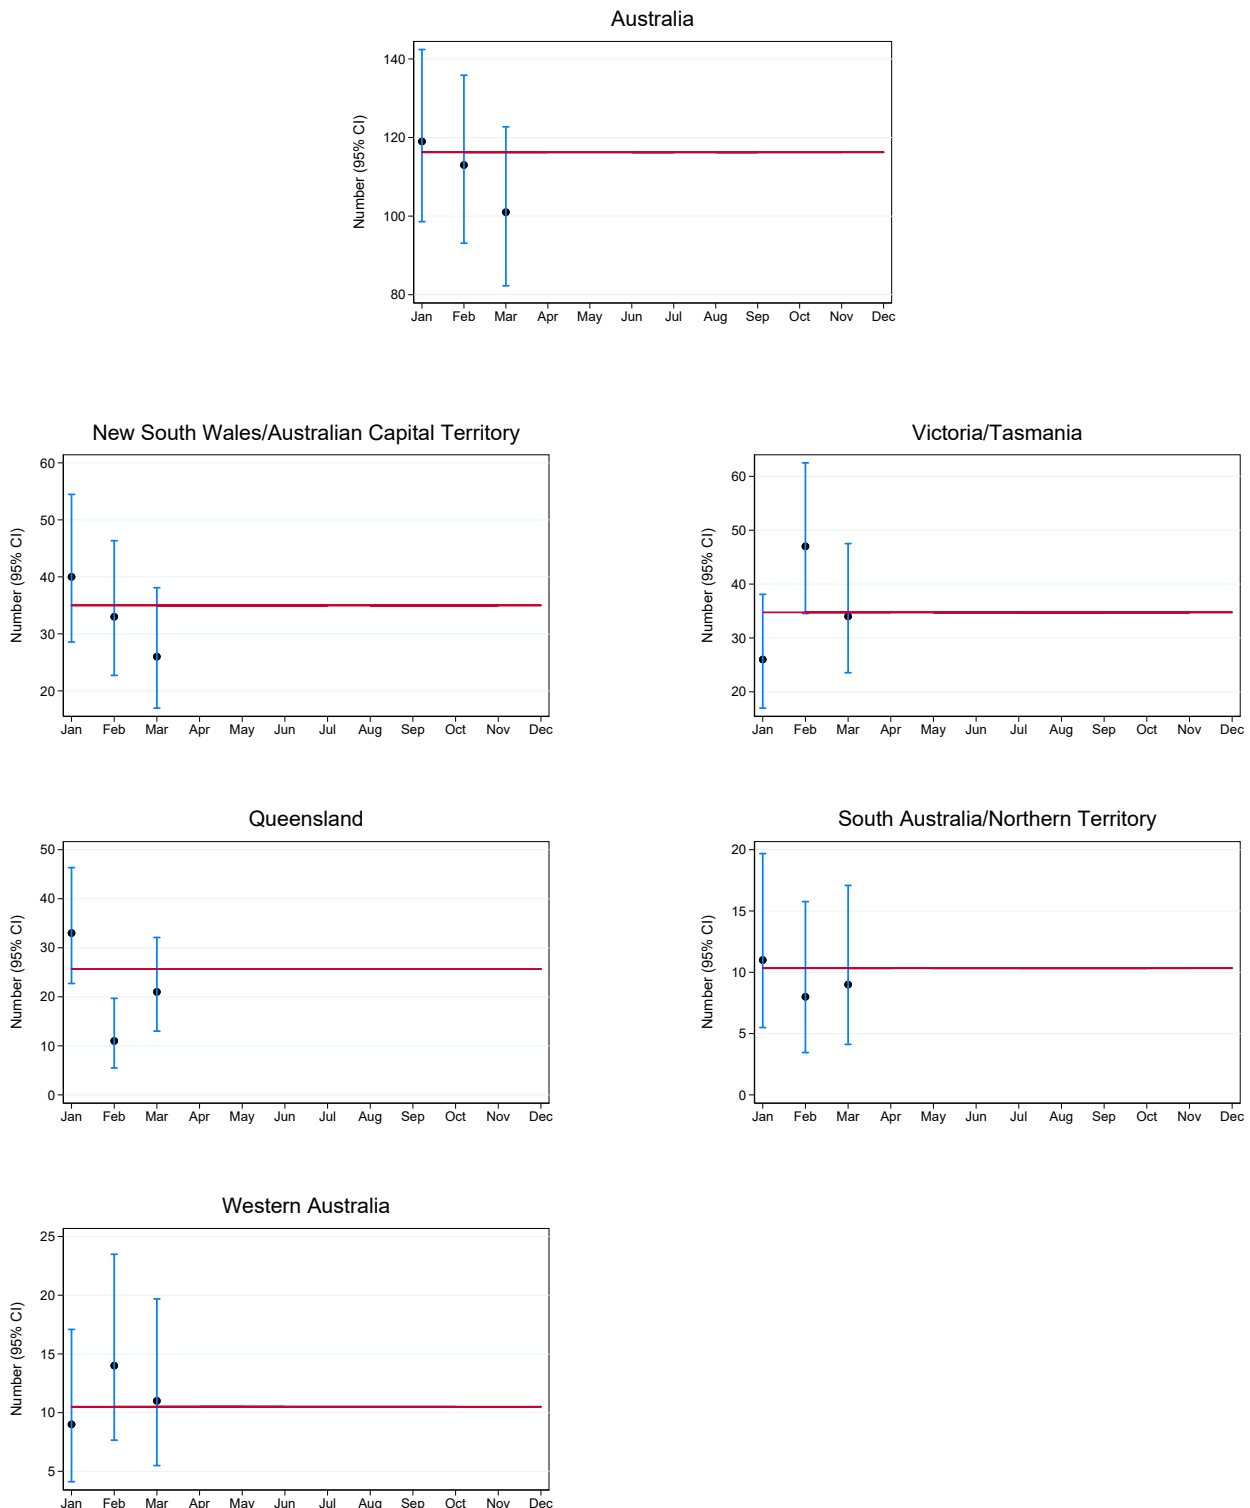 Australia
Number (95% CI)
140
120
100
80
Jan Feb Mar Apr May Jun Jul Aug Sep Oct Nov Dec
New South Wales/Australian Capital Territory
Number (95% CI)
60
50
40
30
20
Jan Feb Mar Apr May Jun Jul Aug Sep Oct Nov Dec
Victoria/Tasmania
Number (95% CI)
60
50
40
30
20
Jan Feb Mar Apr May Jun Jul Aug Sep Oct Nov Dec
Queensland
Number (95% CI)
50
40
30
20
10
0
Jan Feb Mar Apr May Jun Jul Aug Sep Oct Nov Dec
South Australia/Northern Territory
Number (95% CI)
20
15
10
5
0
Jan Feb Mar Apr May Jun Jul Aug Sep Oct Nov Dec
Western Australia
Number (95% CI)
25
20
15
10
5
Jan Feb Mar Apr May Jun Jul Aug Sep Oct Nov Dec